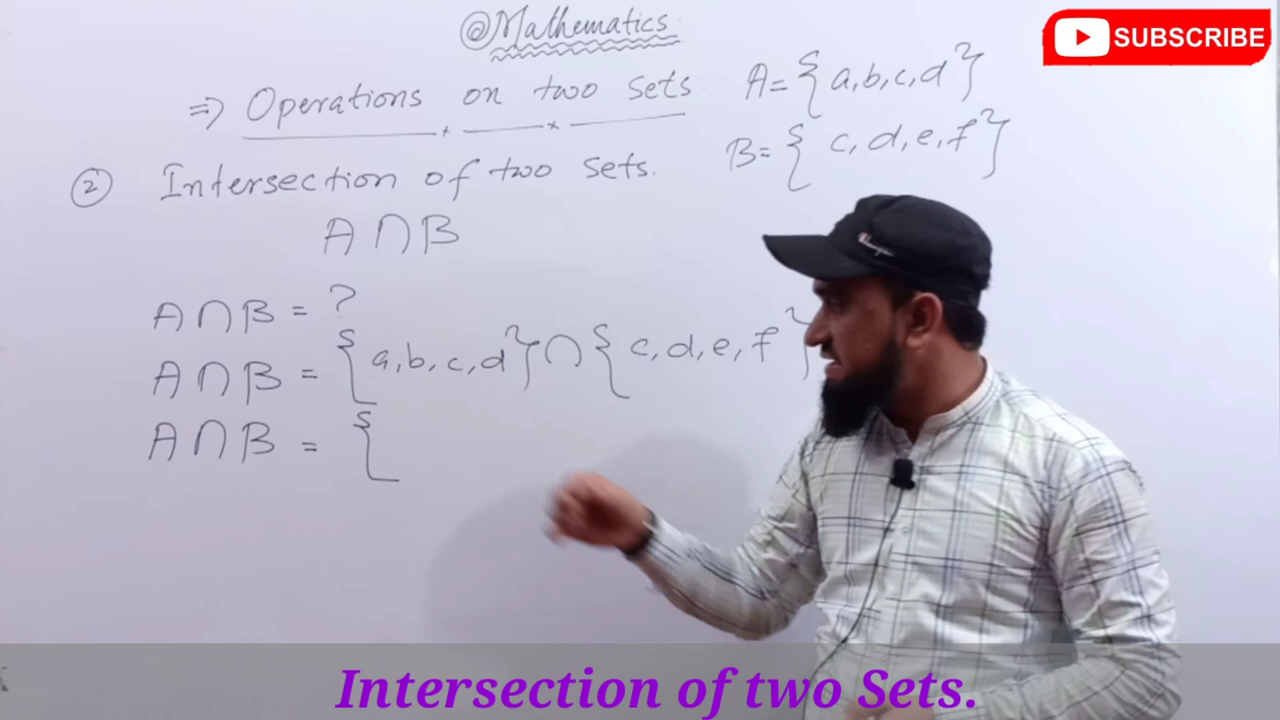 @Mathematics
SUBSCRIBE
⇒ Operations on two sets
A = {a, b, c, d}
B = {c, d, e, f}
② Intersection of two sets.
A ∩ B
A ∩ B = ?
A ∩ B = {a, b, c, d} ∩ {c, d, e, f}
A ∩ B = {
Intersection of two Sets.